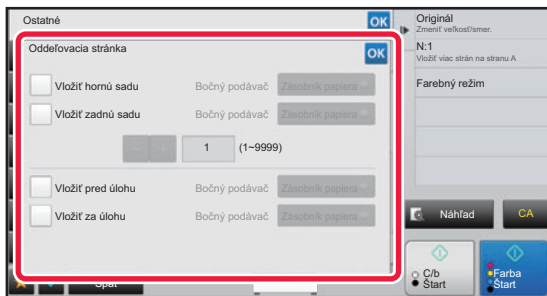 Ostatné
OK
Oddeľovacia stránka
OK
Vložiť hornú sadu
Bočný podávač
Zásobník papiera
Vložiť zadnú sadu
Bočný podávač
Zásobník papiera
1
(1~9999)
Vložiť pred úlohu
Bočný podávač
Zásobník papiera
Vložiť za úlohu
Bočný podávač
Zásobník papiera
Späť
Originál
Zmeniť veľkosť/smer.
N:1
Vložiť viac strán na stranu A
Farebný režim
Náhľad
CA
C/b
Štart
Farba
Štart